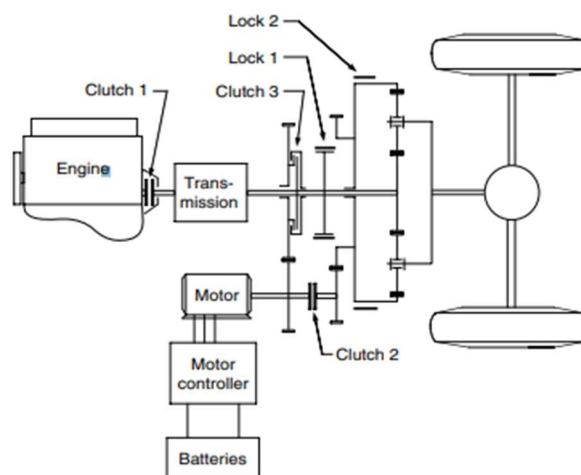 Lock 2
Lock 1
Clutch 1
Clutch 3
Engine
Trans-
mission
Motor
Clutch 2
Motor
controller
Batteries